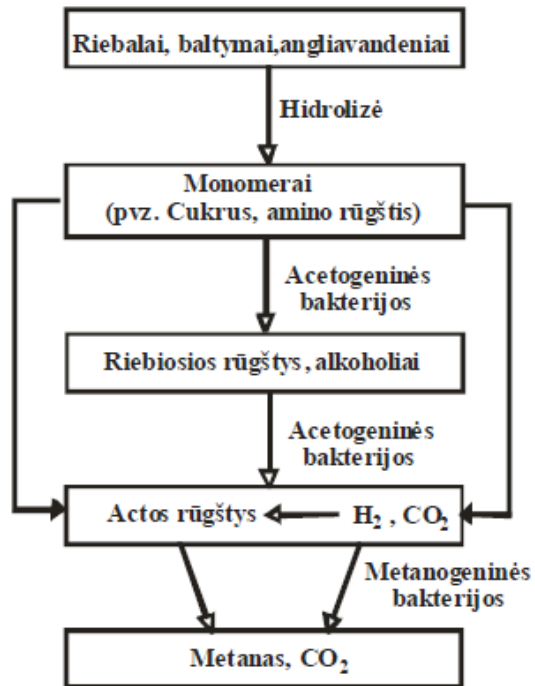 Riebalai, baltymai,angliavandeniai
Hidrolizė
Monomerai
(pvz. Cukrus, amino rūgštis)
Acetogeninės
bakterijos
Riebiosios rūgštys, alkoholiai
Acetogeninės
bakterijos
Actos rūgštys H₂ , CO₂
Metanogeninės
bakterijos
Metanas, CO₂